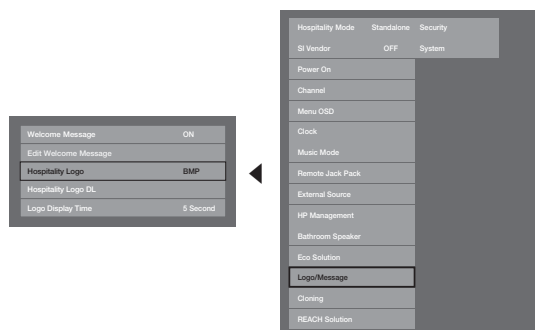 Welcome Message ON
Edit Welcome Message
Hospitality Logo BMP
Hospitality Logo DL
Logo Display Time 5 Second
Hospitality Mode Standalone Security
SI Vendor OFF System
Power On
Channel
Menu OSD
Clock
Music Mode
Remote Jack Pack
External Source
HP Management
Bathroom Speaker
Eco Solution
Logo/Message
Cloning
REACH Solution